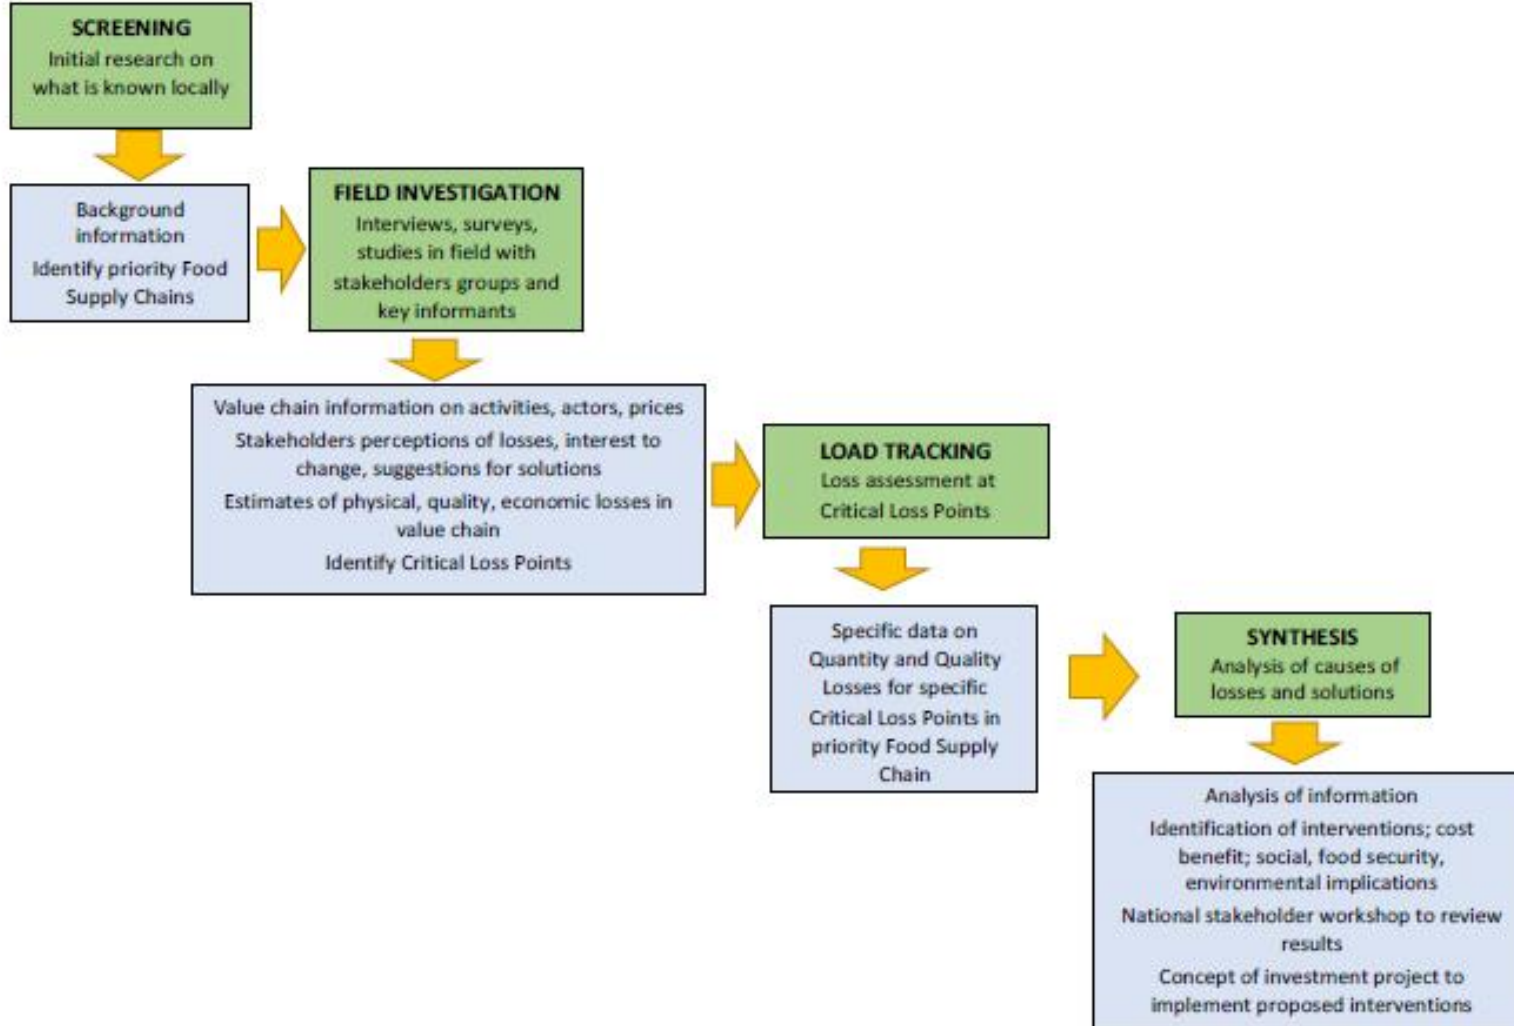 SCREENING
Initial research on
what is known locally
Background
information
Identify priority Food
Supply Chains
FIELD INVESTIGATION
Interviews, surveys,
studies in field with
stakeholders groups and
key informants
Value chain information on activities, actors, prices
Stakeholders perceptions of losses, interest to
change, suggestions for solutions
Estimates of physical, quality, economic losses in
value chain
Identify Critical Loss Points
LOAD TRACKING
Loss assessment at
Critical Loss Points
Specific data on
Quantity and Quality
Losses for specific
Critical Loss Points in
priority Food Supply
Chain
SYNTHESIS
Analysis of causes of
losses and solutions
Analysis of information
Identification of interventions; cost
benefit; social, food security,
environmental implications
National stakeholder workshop to review
results
Concept of investment project to
implement proposed interventions